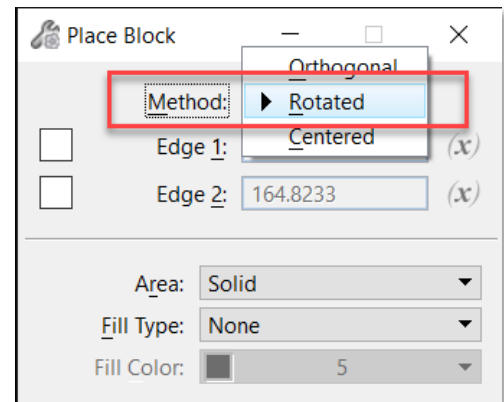 Place Block
Orthogonal
Method: Rotated
Centered
Edge 1: (x)
Edge 2: 164.8233 (x)
Area: Solid
Fill Type: None
Fill Color: 5